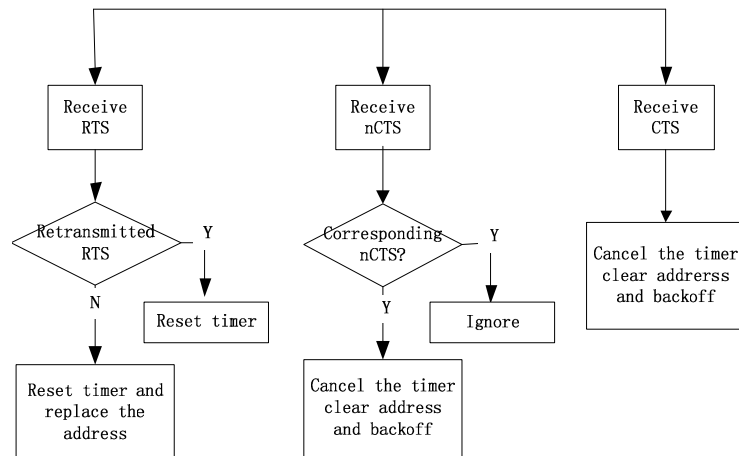 Receive
RTS
Receive
nCTS
Receive
CTS
Retransmitted
RTS
Y
N
Reset timer
Reset timer and
replace the
address
Corresponding
nCTS?
Y
Y
Ignore
Cancel the timer
clear address
and backoff
Cancel the timer
clear addrerss
and backoff